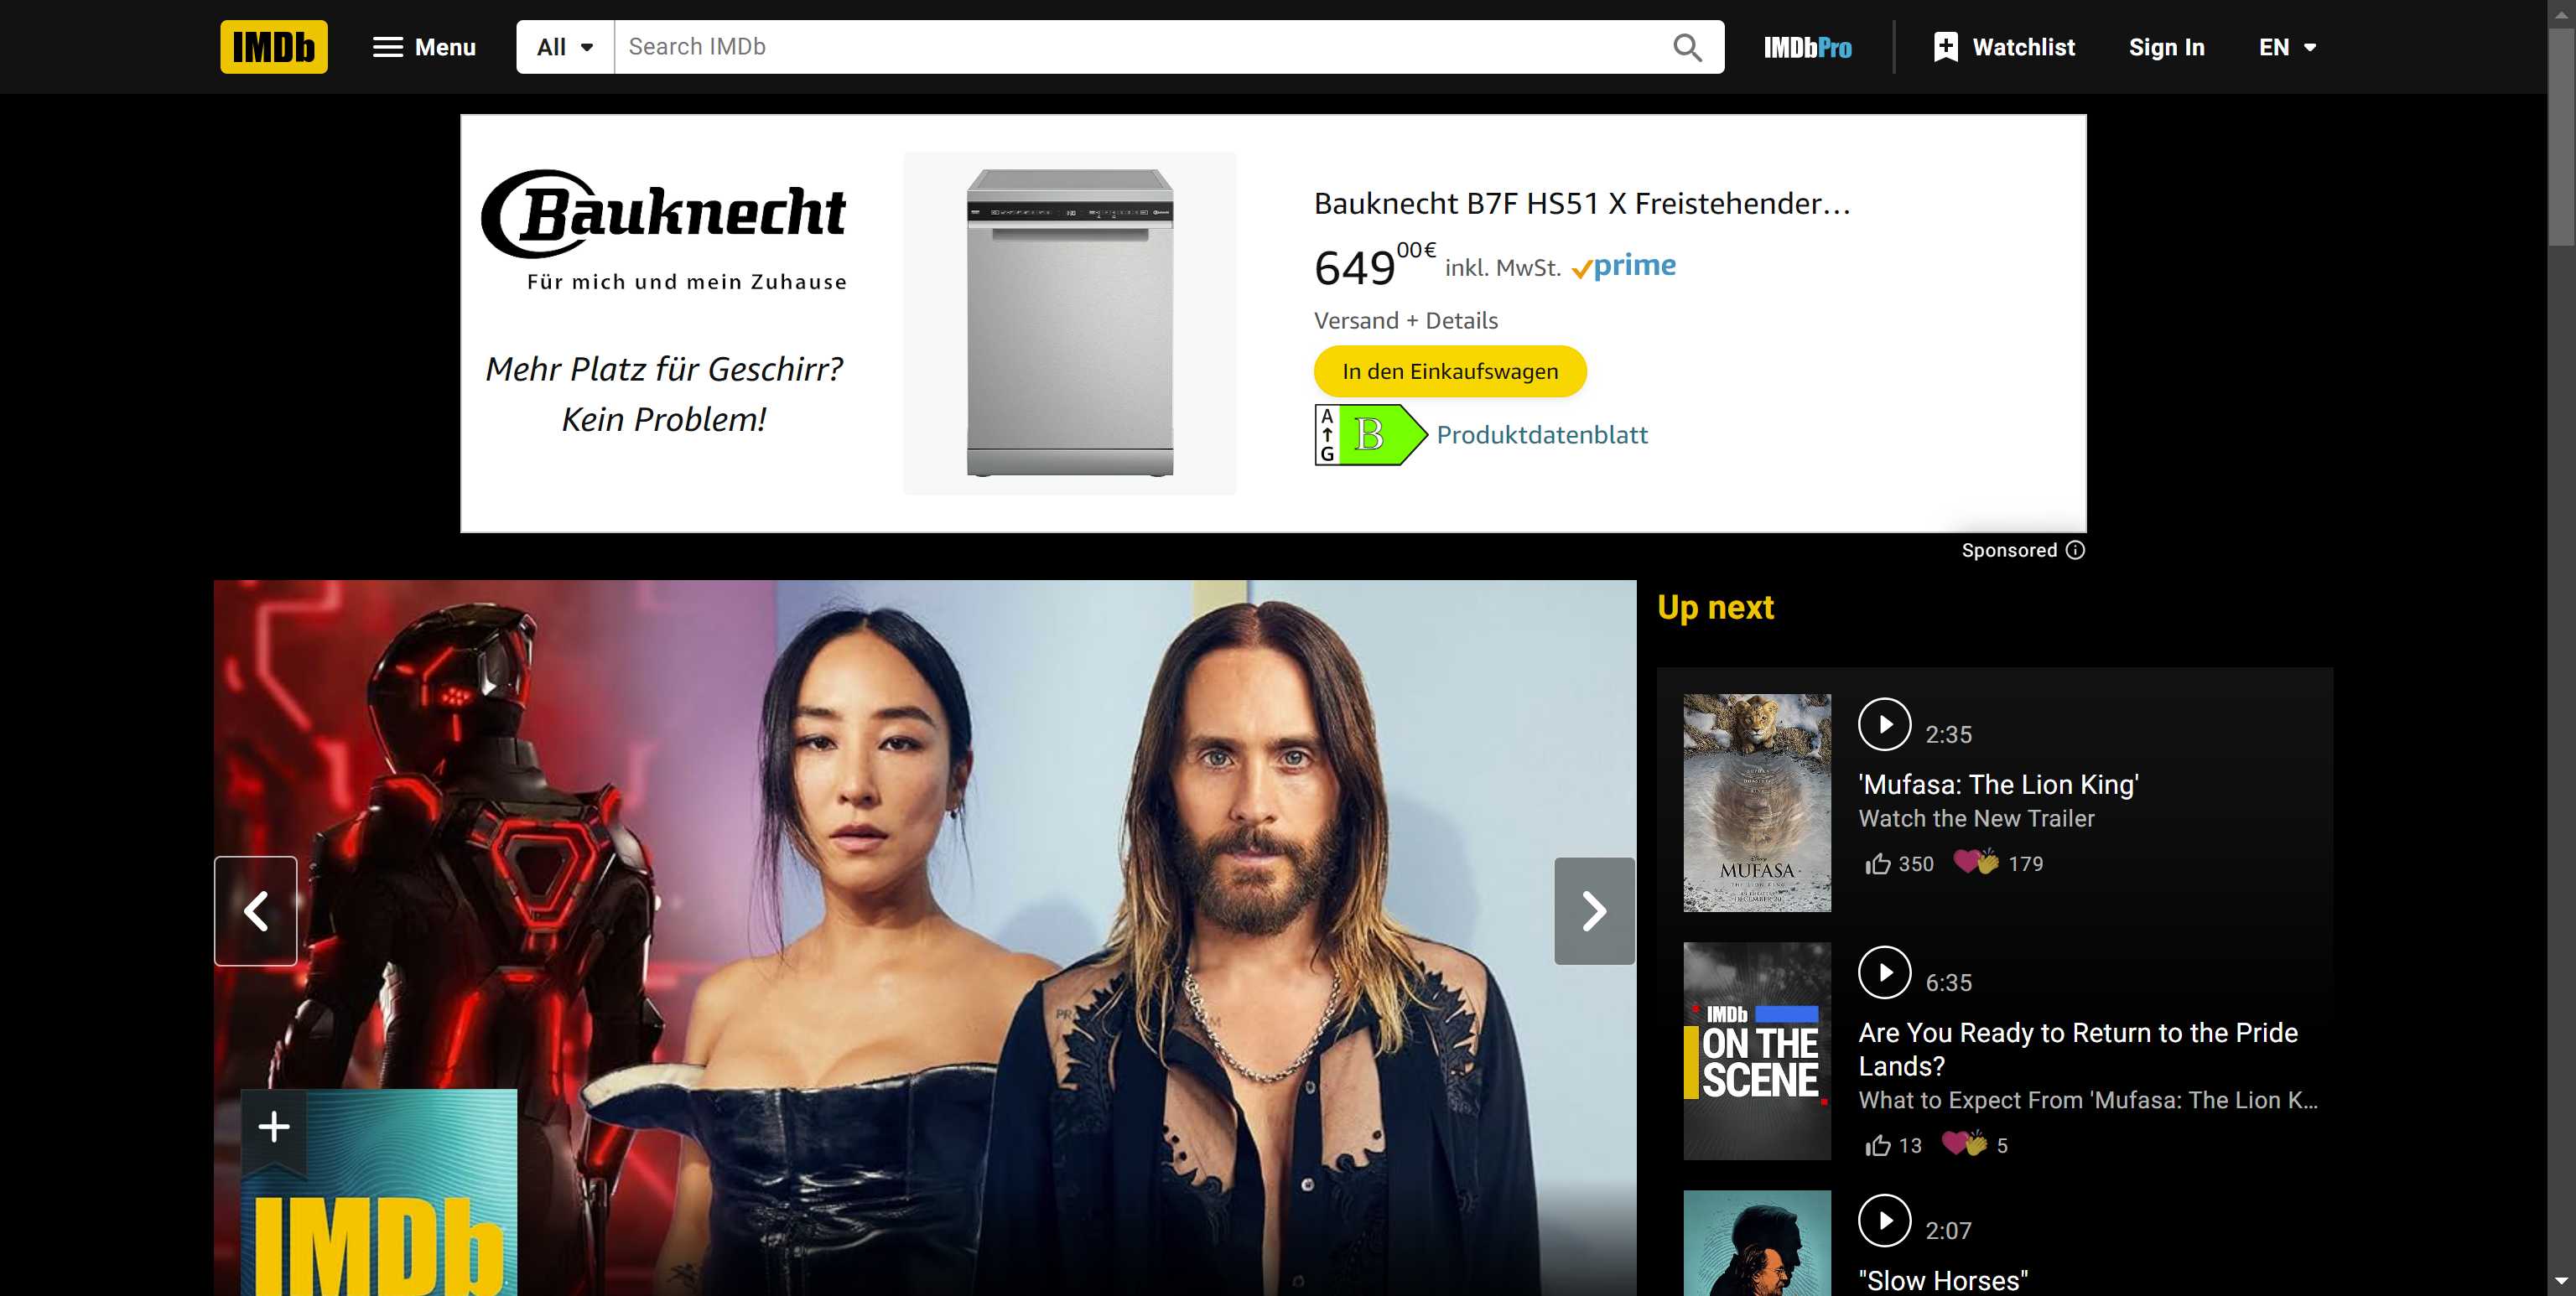 IMDb
Menu
All
Search IMDb
IMDbPro
Watchlist
Sign In
EN
Bauknecht
Für mich und mein Zuhause
Mehr Platz für Geschirr?
Kein Problem!
Bauknecht B7F HS51 X Freistehender…
649 00€ inkl. MwSt. prime
Versand + Details
In den Einkaufswagen
A
G
B
Produktdatenblatt
Sponsored
IMDb
Up next
2:35
'Mufasa: The Lion King'
Watch the New Trailer
350 179
MUFASA
6:35
Are You Ready to Return to the Pride
Lands?
What to Expect From 'Mufasa: The Lion K...
13 5
IMDb
ON THE
SCENE
2:07
"Slow Horses"